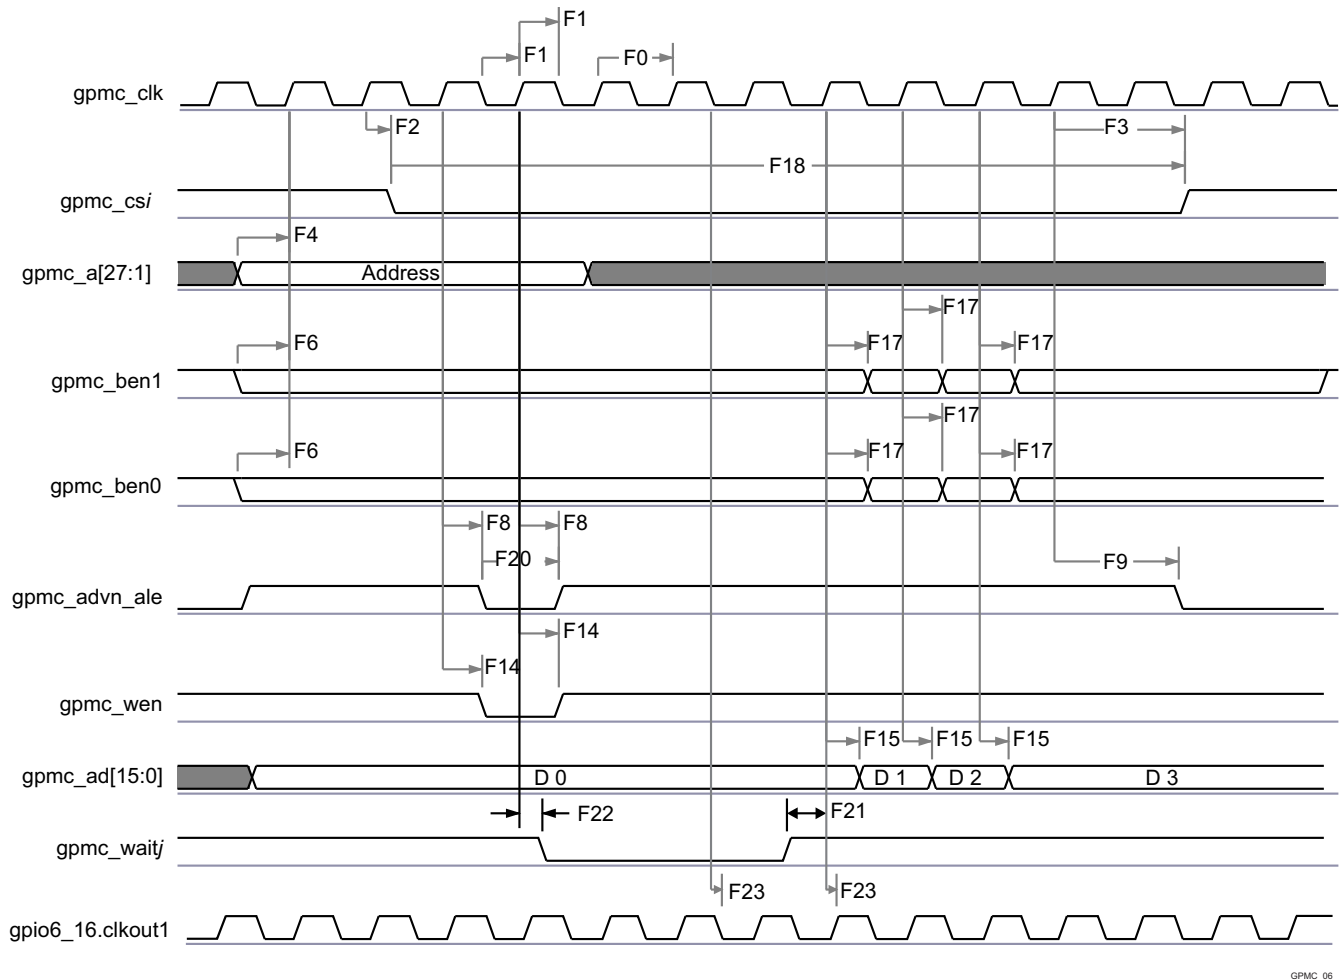 F1
F1
F0
gpmc_clk
F2
F3
F18
gpmc_csi
F4
gpmc_a[27:1]
Address
F17
F6
F17
F17
gpmc_ben1
F17
F6
F17
F17
gpmc_ben0
F8
F8
F20
F9
gpmc_advn_ale
F14
F14
gpmc_wen
F15
F15
F15
gpmc_ad[15:0]
D 0
D 1
D 2
D 3
F22
F21
gpmc_waitj
F23
F23
gpio6_16.clkout1
GPMC_06